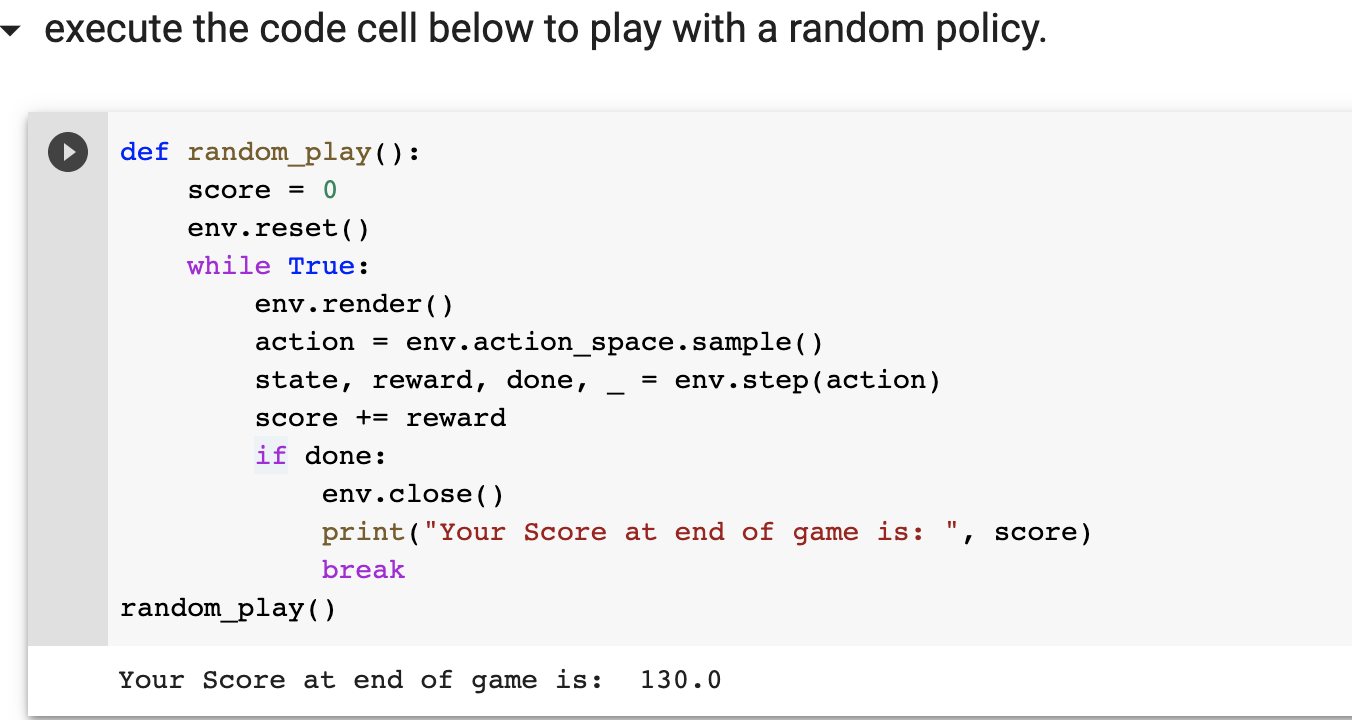 execute the code cell below to play with a random policy.
def random_play():
    score = 0
    env.reset()
    while True:
        env.render()
        action = env.action_space.sample()
        state, reward, done, _ = env.step(action)
        score += reward
        if done:
            env.close()
            print("Your Score at end of game is: ", score)
            break
random_play()
Your Score at end of game is:  130.0